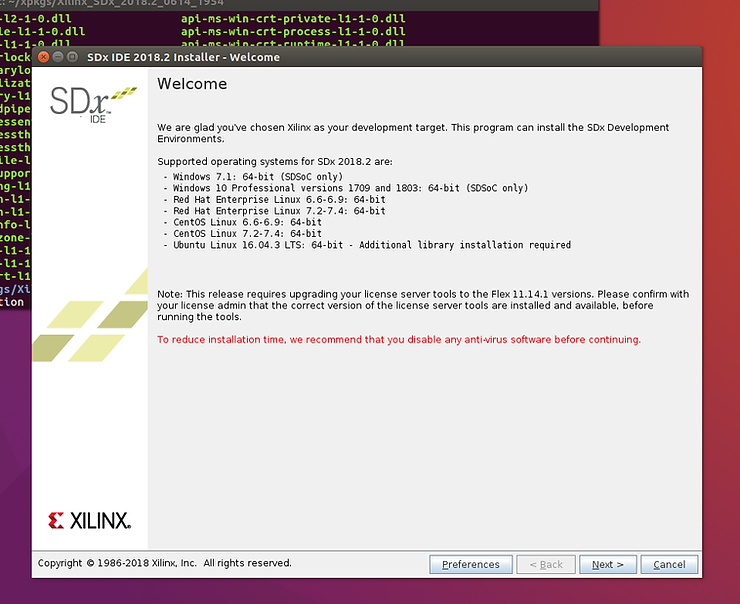 : ~/xpkgs/Xilinx_SDx_2018.2_0614_1954
-l2-1-0.dll api-ms-win-crt-private-l1-1-0.dll
le-l1-1-0.dll api-ms-win-crt-process-l1-1-0.dll
-l1-1-0.dll api-ms-win-crt-runtime-l1-1-0.dll
SDx IDE 2018.2 Installer - Welcome
rlock
arylo
lizat
ry-l1
dpipe
essen
essth
essth
ile-l
uppor
ng-l1
n-l1-
n-l1-
nfo-l
zone-
-l1-1
-l1-1
rt-l1
gs/Xi
tion
SDx
IDE
Welcome
We are glad you've chosen Xilinx as your development target. This program can install the SDx Development
Environments.
Supported operating systems for SDx 2018.2 are:
- Windows 7.1: 64-bit (SDSoC only)
- Windows 10 Professional versions 1709 and 1803: 64-bit (SDSoC only)
- Red Hat Enterprise Linux 6.6-6.9: 64-bit
- Red Hat Enterprise Linux 7.2-7.4: 64-bit
- CentOS Linux 6.6-6.9: 64-bit
- CentOS Linux 7.2-7.4: 64-bit
- Ubuntu Linux 16.04.3 LTS: 64-bit - Additional library installation required
Note: This release requires upgrading your license server tools to the Flex 11.14.1 versions. Please confirm with
your license admin that the correct version of the license server tools are installed and available, before
running the tools.
To reduce installation time, we recommend that you disable any anti-virus software before continuing.
XILINX
Copyright © 1986-2018 Xilinx, Inc. All rights reserved.
Preferences < Back Next > Cancel